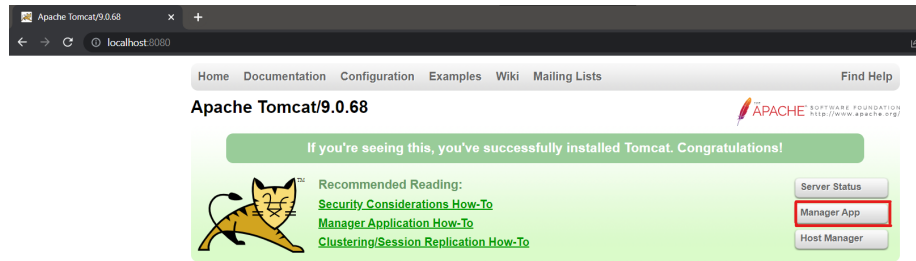 Apache Tomcat/9.0.68
localhost:8080
Home Documentation Configuration Examples Wiki Mailing Lists Find Help
Apache Tomcat/9.0.68
THE
APACHE SOFTWARE FOUNDATION
http://www.apache.org/
If you're seeing this, you've successfully installed Tomcat. Congratulations!
TM
Recommended Reading:
Security Considerations How-To
Manager Application How-To
Clustering/Session Replication How-To
Server Status
Manager App
Host Manager